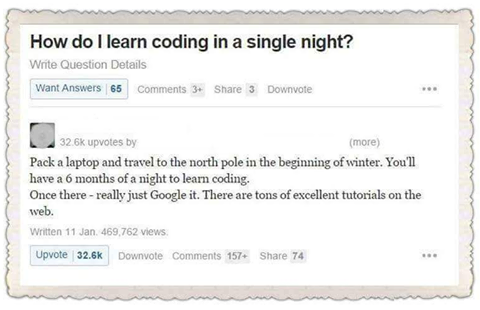 How do I learn coding in a single night?
Write Question Details
Want Answers 65 Comments 3+ Share 3 Downvote
32.6k upvotes by (more)
Pack a laptop and travel to the north pole in the beginning of winter. You'll
have a 6 months of a night to learn coding.
Once there - really just Google it. There are tons of excellent tutorials on the
web.
Written 11 Jan. 469,762 views.
Upvote 32.6k Downvote Comments 157+ Share 74